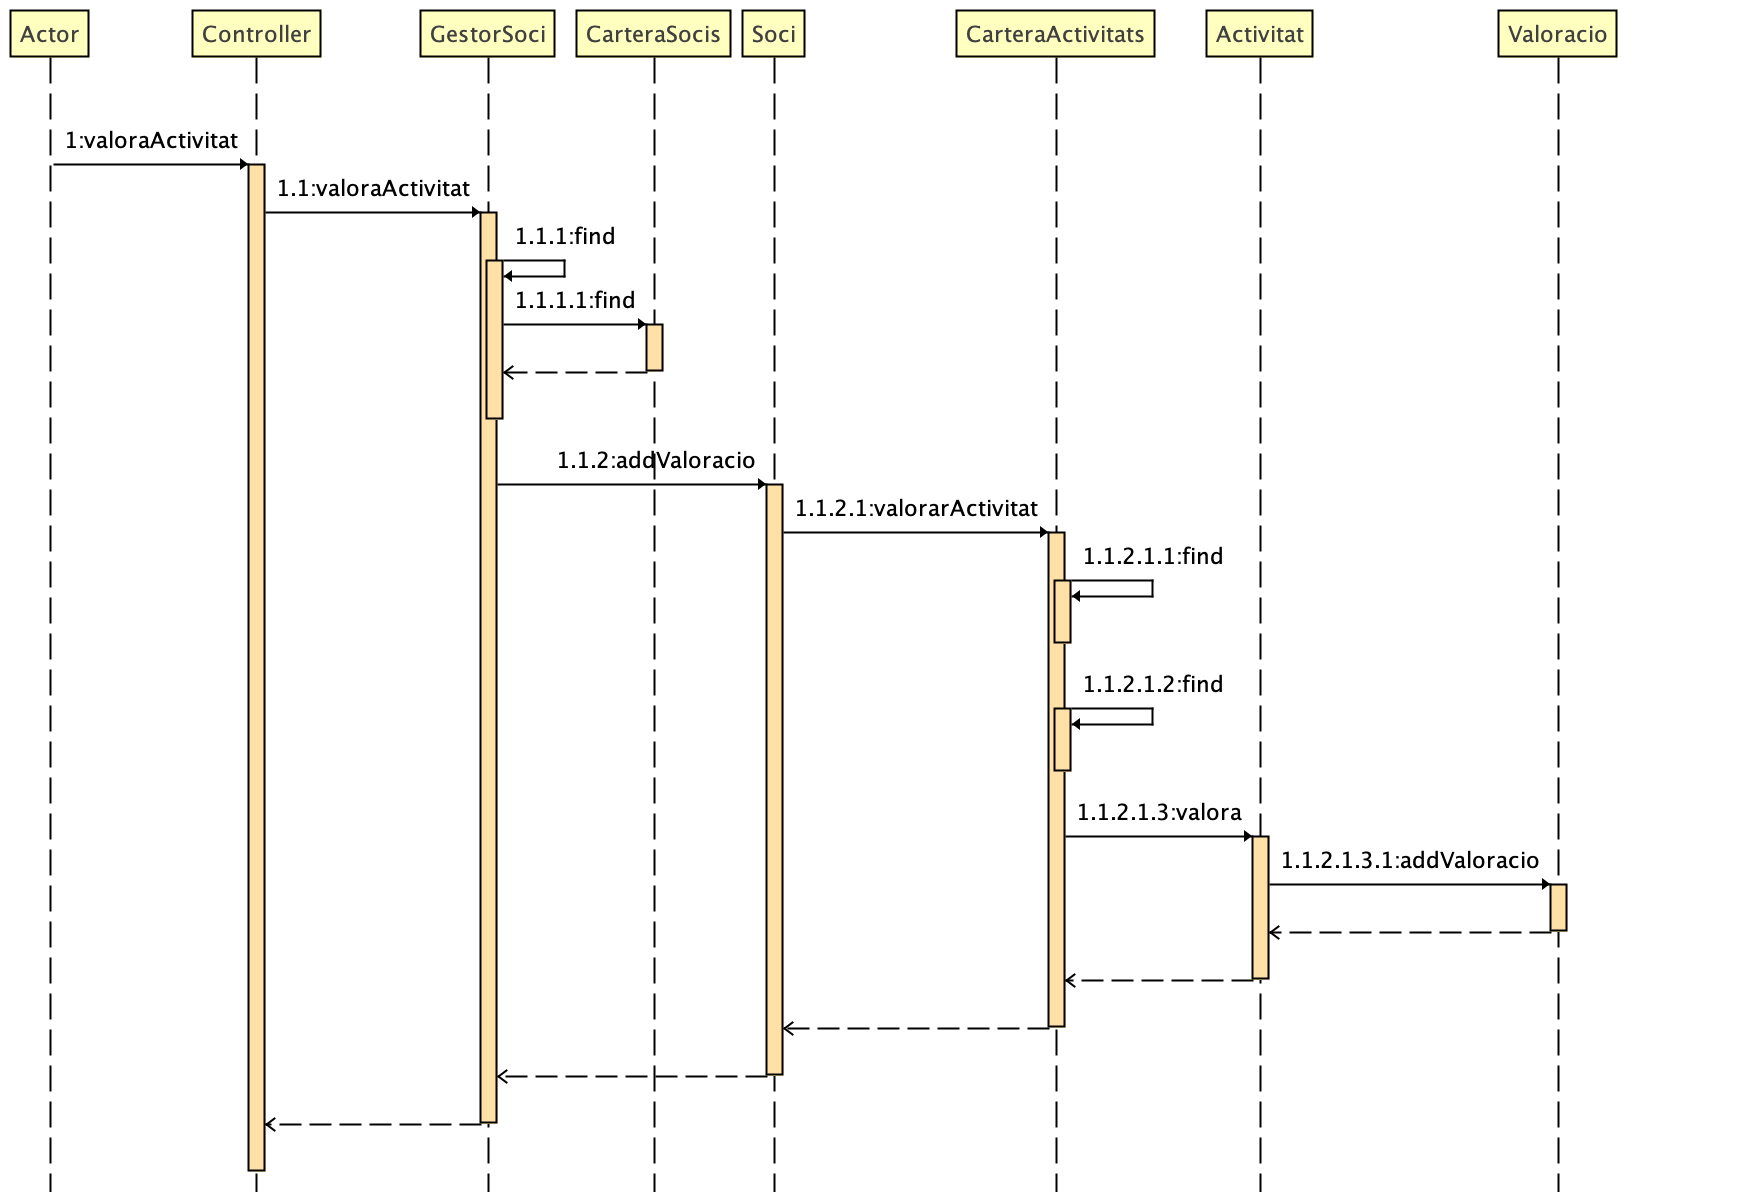 Actor
Controller
GestorSoci
CarteraSocis
Soci
CarteraActivitats
Activitat
Valoracio
1:valoraActivitat
1.1:valoraActivitat
1.1.1:find
1.1.1.1:find
1.1.2:addValoracio
1.1.2.1:valorarActivitat
1.1.2.1.1:find
1.1.2.1.2:find
1.1.2.1.3:valora
1.1.2.1.3.1:addValoracio